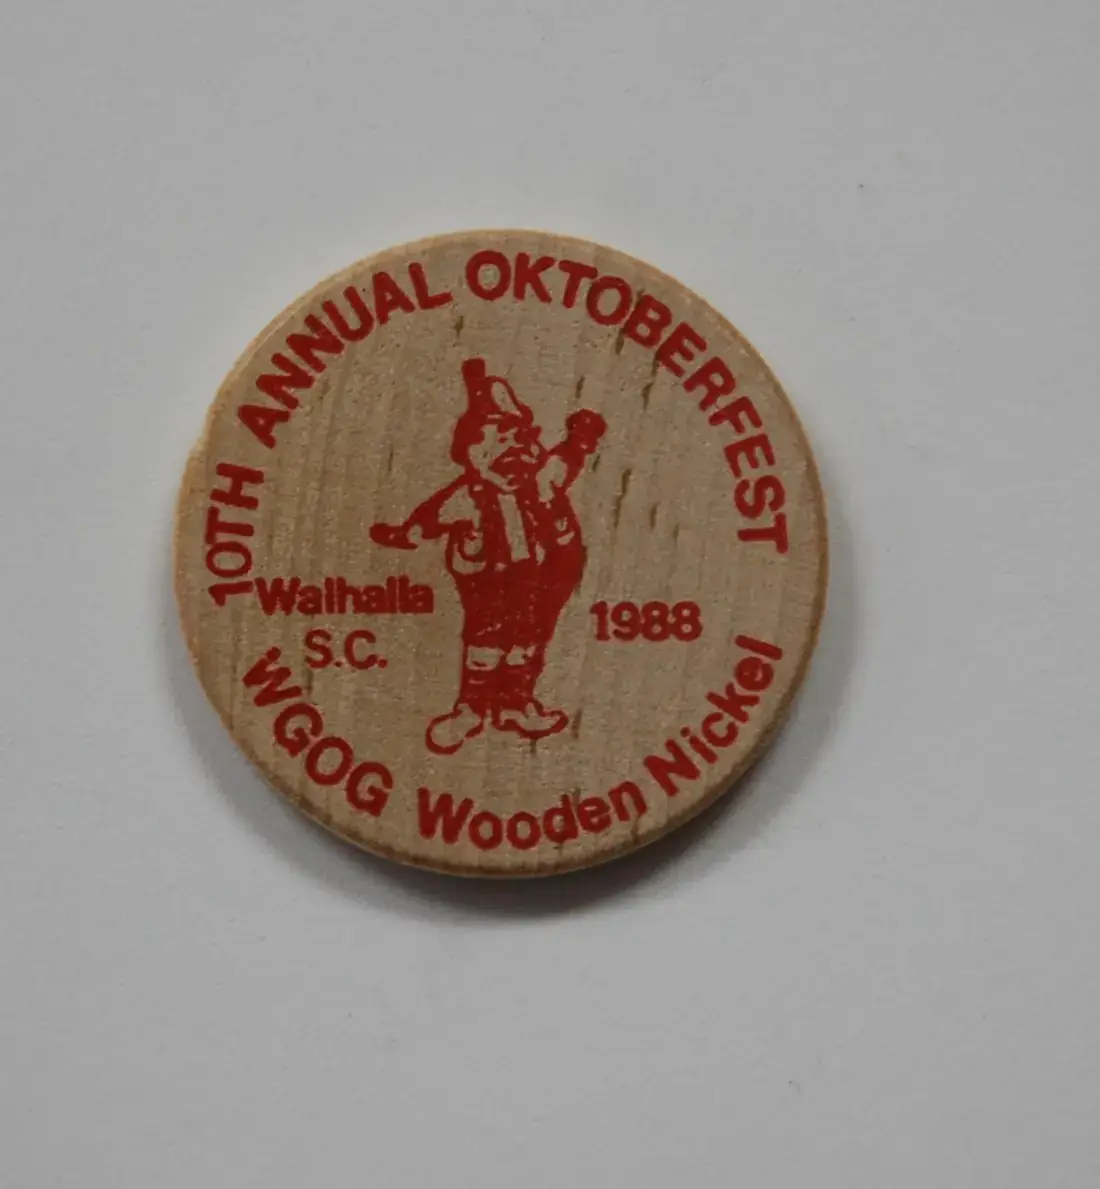 10TH ANNUAL OKTOBERFEST
Walhalla
S.C.
1988
WGOG Wooden Nickel